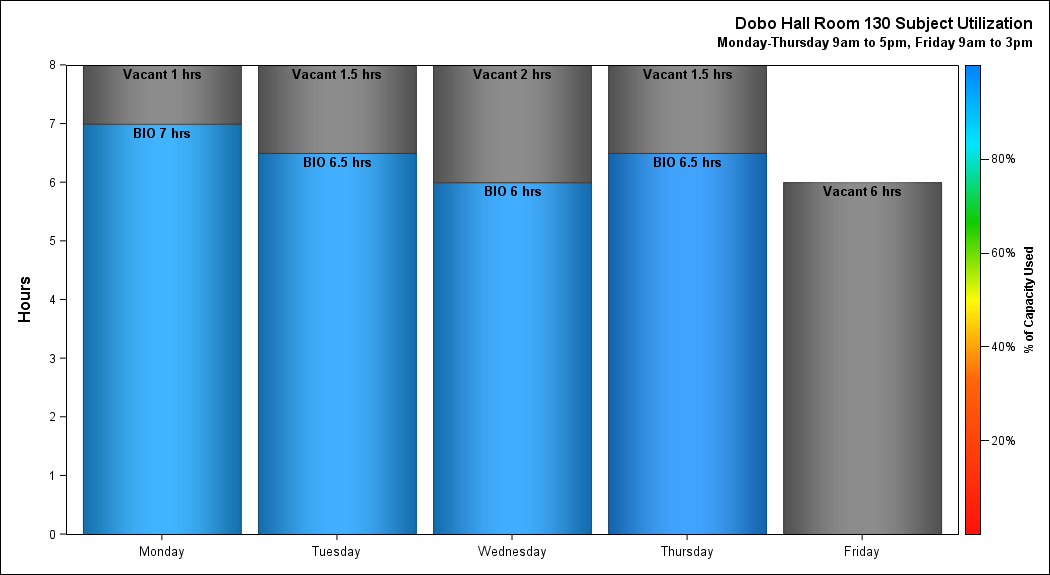 Dobo Hall Room 130 Subject Utilization
Monday-Thursday 9am to 5pm, Friday 9am to 3pm
Hours
8
7
6
5
4
3
2
1
0
Vacant 1 hrs
BIO 7 hrs
Vacant 1.5 hrs
BIO 6.5 hrs
Vacant 2 hrs
BIO 6 hrs
Vacant 1.5 hrs
BIO 6.5 hrs
Vacant 6 hrs
Monday
Tuesday
Wednesday
Thursday
Friday
80%
60%
40%
20%
% of Capacity Used